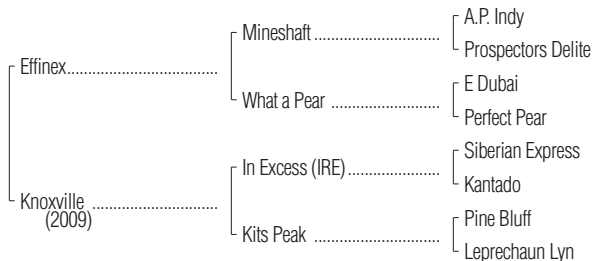 A.P. Indy
Mineshaft
Prospectors Delite
Effinex
E Dubai
What a Pear
Perfect Pear
Siberian Express
In Excess (IRE)
Kantado
Knoxville
(2009)
Pine Bluff
Kits Peak
Leprechaun Lyn